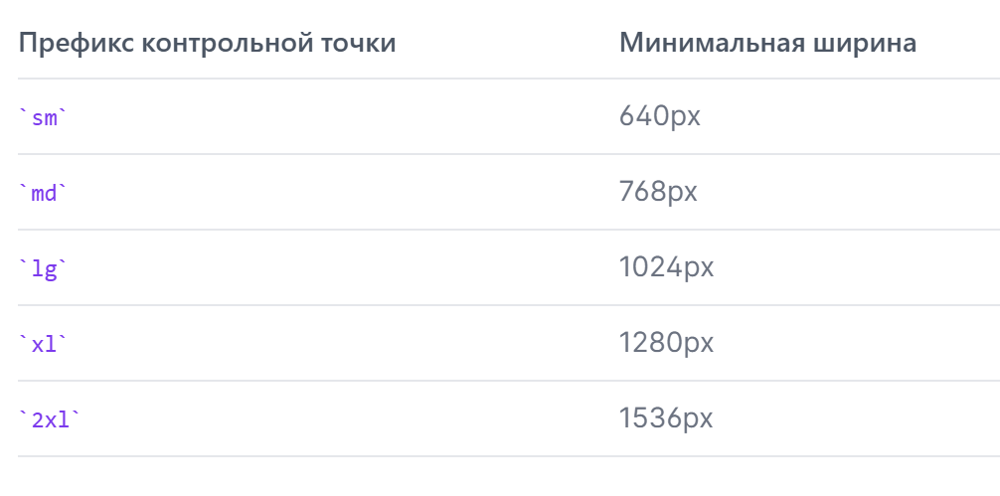 Префикс контрольной точки Минимальная ширина
`sm` 640px
`md` 768px
`lg` 1024px
`xl` 1280px
`2xl` 1536px